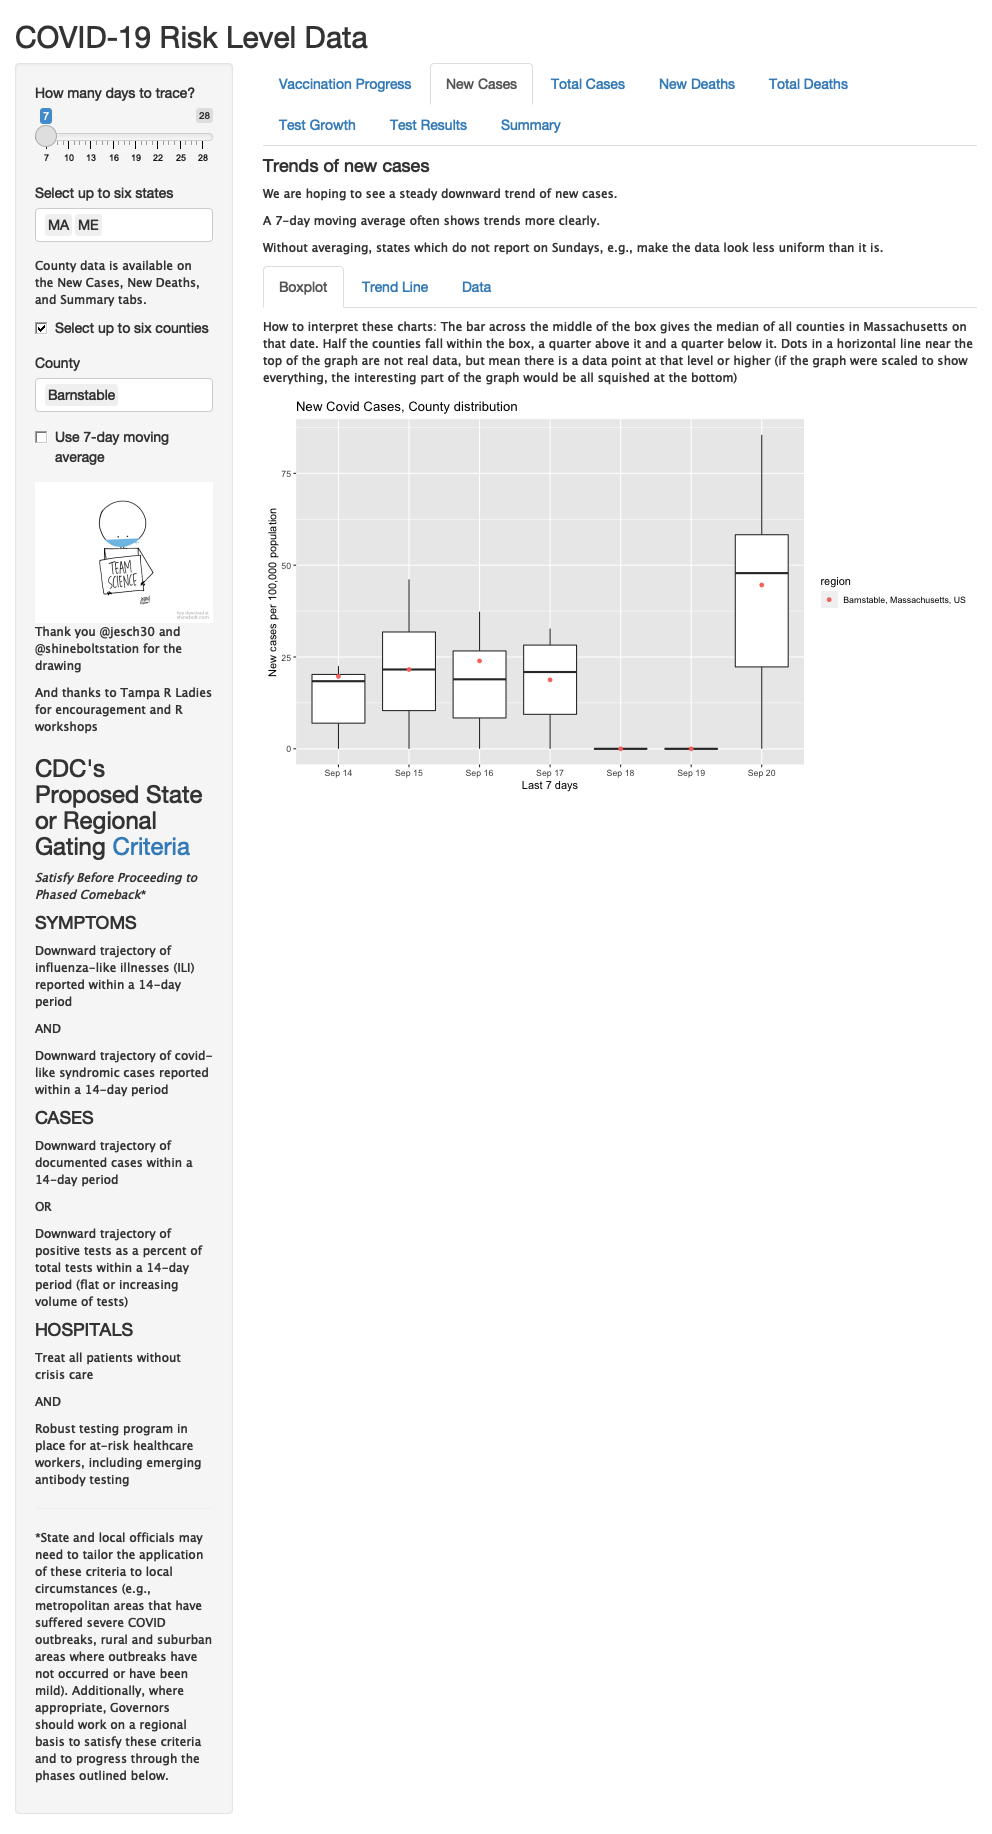 COVID-19 Risk Level Data
How many days to trace?
7
28
7 10 13 16 19 22 25 28
Select up to six states
MA ME
County data is available on
the New Cases, New Deaths,
and Summary tabs.
Select up to six counties
County
Barnstable
Use 7-day moving
average
TEAM
SCIENCE
Thank you @jesch30 and
@shineboltstation for the
drawing
And thanks to Tampa R Ladies
for encouragement and R
workshops
CDC's
Proposed State
or Regional
Gating Criteria
Satisfy Before Proceeding to
Phased Comeback*
SYMPTOMS
Downward trajectory of
influenza-like illnesses (ILI)
reported within a 14-day
period
AND
Downward trajectory of covid-
like syndromic cases reported
within a 14-day period
CASES
Downward trajectory of
documented cases within a
14-day period
OR
Downward trajectory of
positive tests as a percent of
total tests within a 14-day
period (flat or increasing
volume of tests)
HOSPITALS
Treat all patients without
crisis care
AND
Robust testing program in
place for at-risk healthcare
workers, including emerging
antibody testing
*State and local officials may
need to tailor the application
of these criteria to local
circumstances (e.g.,
metropolitan areas that have
suffered severe COVID
outbreaks, rural and suburban
areas where outbreaks have
not occurred or have been
mild). Additionally, where
appropriate, Governors
should work on a regional
basis to satisfy these criteria
and to progress through the
phases outlined below.
Vaccination Progress New Cases Total Cases New Deaths Total Deaths
Test Growth Test Results Summary
Trends of new cases
We are hoping to see a steady downward trend of new cases.
A 7-day moving average often shows trends more clearly.
Without averaging, states which do not report on Sundays, e.g., make the data look less uniform than it is.
Boxplot Trend Line Data
How to interpret these charts: The bar across the middle of the box gives the median of all counties in Massachusetts on
that date. Half the counties fall within the box, a quarter above it and a quarter below it. Dots in a horizontal line near the
top of the graph are not real data, but mean there is a data point at that level or higher (if the graph were scaled to show
everything, the interesting part of the graph would be all squished at the bottom)
New Covid Cases, County distribution
New cases per 100,000 population
75
50
25
0
Sep 14 Sep 15 Sep 16 Sep 17 Sep 18 Sep 19 Sep 20
Last 7 days
region
Barnstable, Massachusetts, US